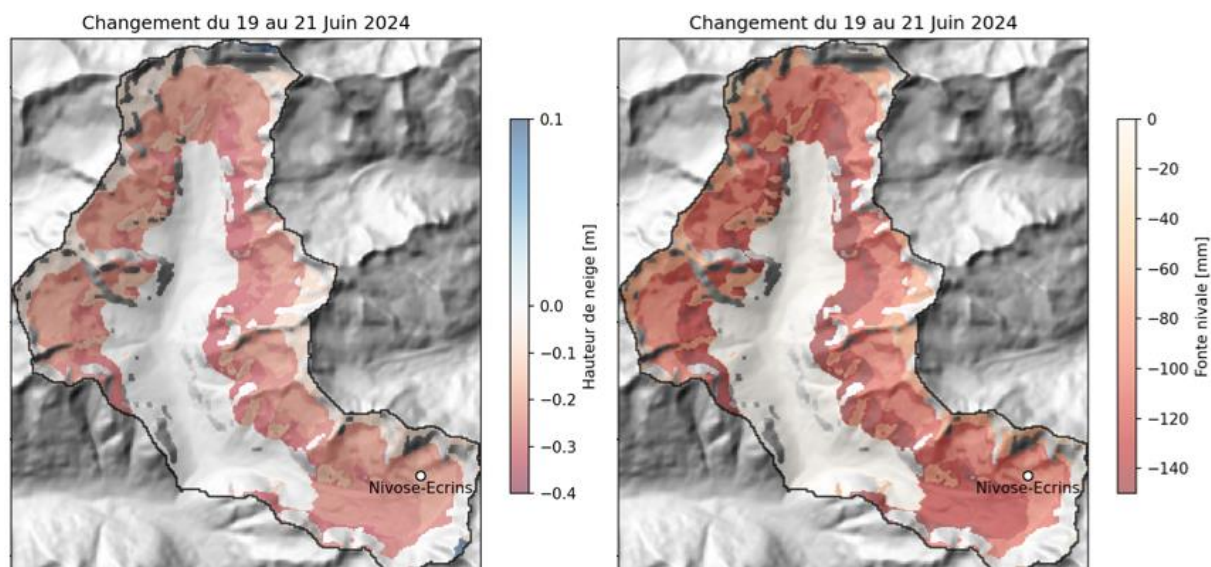 Changement du 19 au 21 Juin 2024
0.1
0.0
−0.1
−0.2
−0.3
−0.4
Hauteur de neige [m]
Nivose-Ecrins
Changement du 19 au 21 Juin 2024
0
−20
−40
−60
−80
−100
−120
−140
Fonte nivale [mm]
Nivose-Ecrins